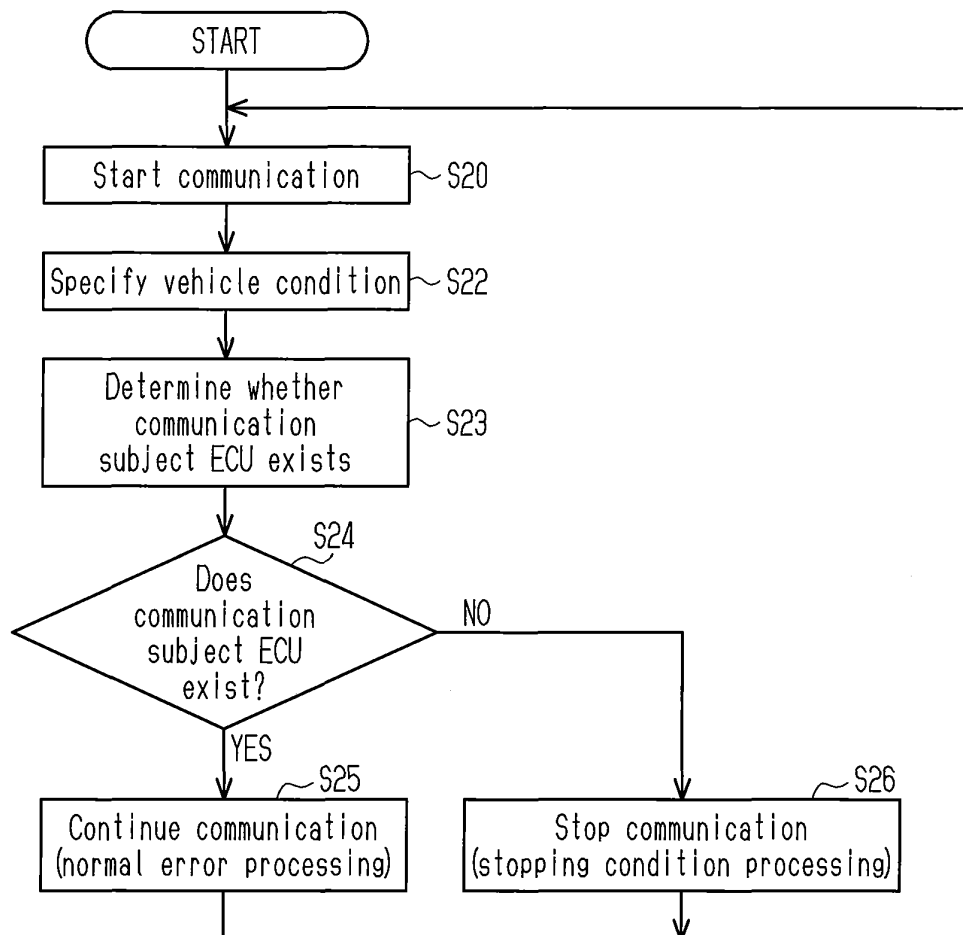 START
Start communication
S20
Specify vehicle condition
S22
Determine whether
communication
subject ECU exists
S23
S24
Does
communication
subject ECU
exist?
NO
YES
S25
Continue communication
(normal error processing)
S26
Stop communication
(stopping condition processing)